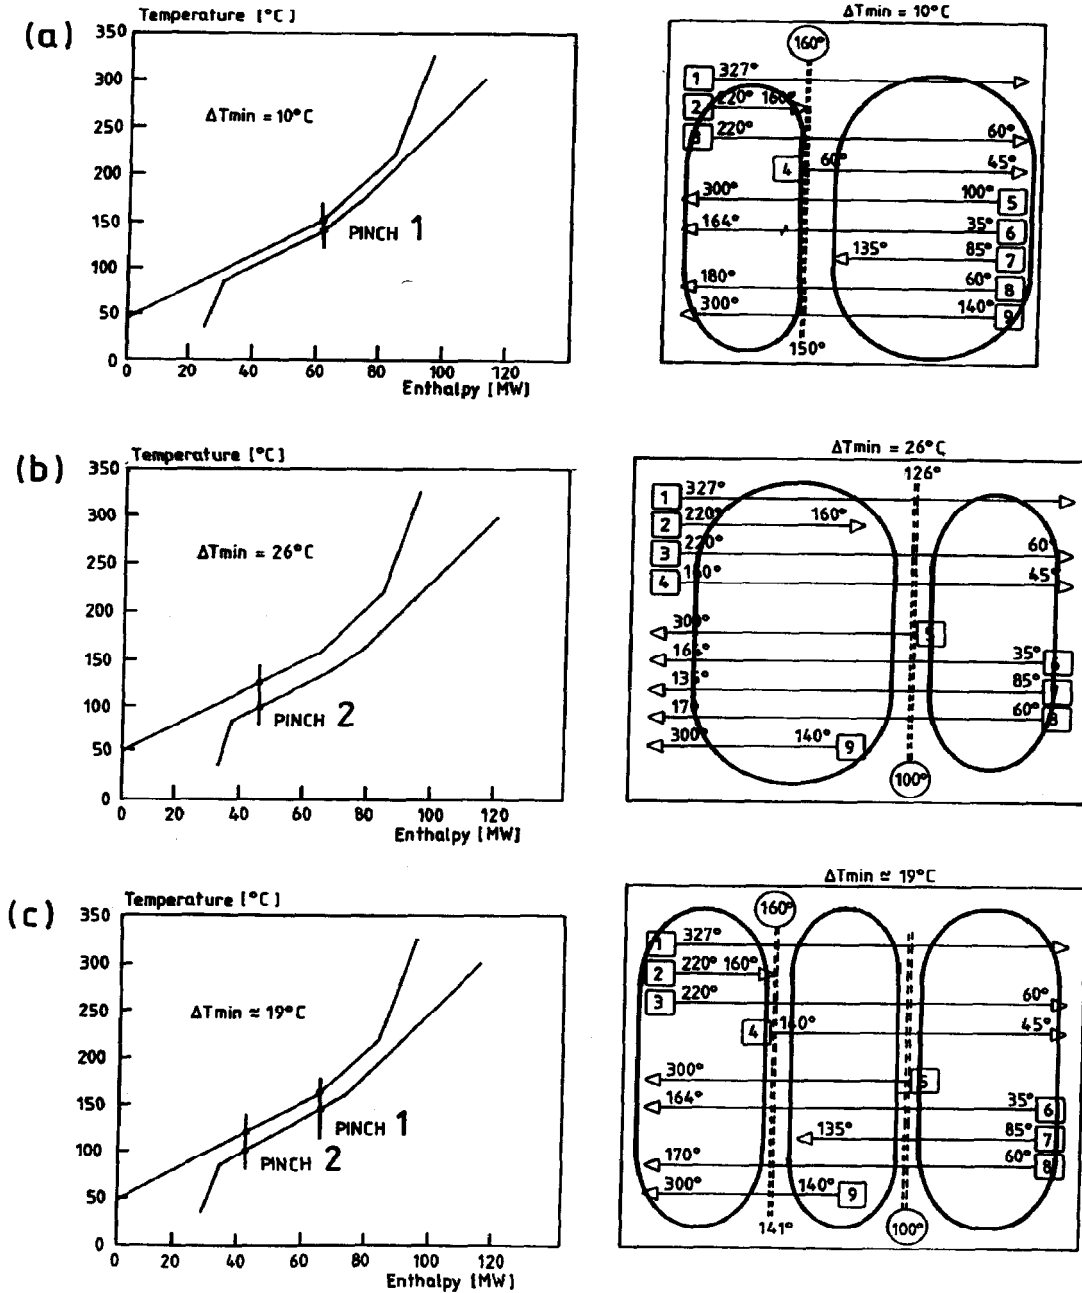 (a)
Temperature [°C]
350
300
250
200
150
100
50
0
ΔTmin = 10°C
PINCH 1
0 20 40 60 80 100 120
Enthalpy [MW]
ΔTmin = 10°C
160°
1 327°
2 220° 160°
3 220° 60°
4 60° 45°
300° 100° 5
164° 35° 6
135° 85° 7
180° 60° 8
300° 140° 9
150°
(b)
Temperature [°C]
350
300
250
200
150
100
50
0
ΔTmin = 26°C
PINCH 2
0 20 40 60 80 100 120
Enthalpy [MW]
ΔTmin = 26°C
126°
1 327°
2 220° 160°
3 220° 60°
4 160° 45°
300° 5
164° 35° 6
135° 85° 7
170 60° 8
300° 140° 9
100°
(c)
Temperature [°C]
350
300
250
200
150
100
50
0
ΔTmin ≃ 19°C
PINCH 1
PINCH 2
0 20 40 60 80 100 120
Enthalpy [MW]
ΔTmin ≃ 19°C
160°
1 327°
2 220° 160°
3 220° 60°
4 140° 45°
300° 5
164° 35° 6
135° 85° 7
170° 60° 8
300° 140° 9
141° 100°